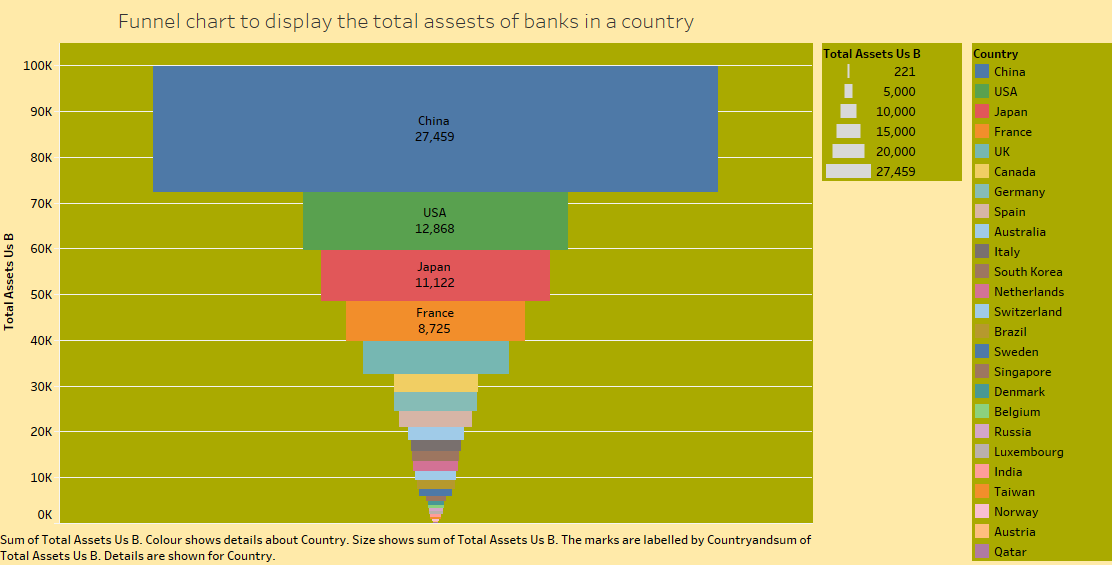 Funnel chart to display the total assests of banks in a country
Total Assets Us B
100K
90K
80K
70K
60K
50K
40K
30K
20K
10K
0K
China
27,459
USA
12,868
Japan
11,122
France
8,725
Total Assets Us B
221
5,000
10,000
15,000
20,000
27,459
Country
China
USA
Japan
France
UK
Canada
Germany
Spain
Australia
Italy
South Korea
Netherlands
Switzerland
Brazil
Sweden
Singapore
Denmark
Belgium
Russia
Luxembourg
India
Taiwan
Norway
Austria
Qatar
Sum of Total Assets Us B. Colour shows details about Country. Size shows sum of Total Assets Us B. The marks are labelled by Countryandsum of
Total Assets Us B. Details are shown for Country.